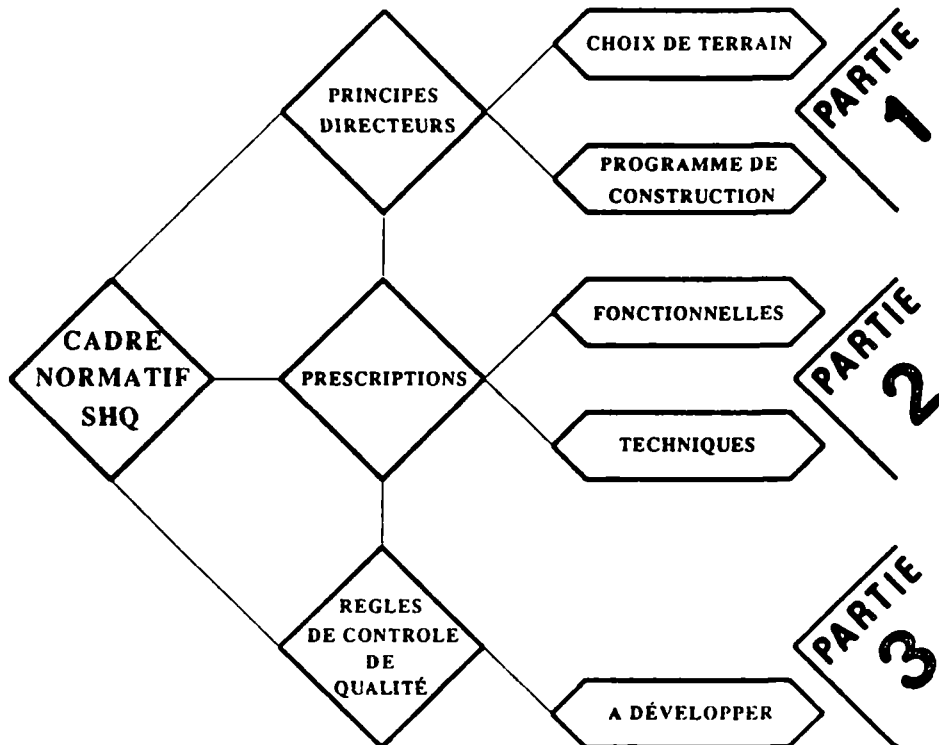 CHOIX DE TERRAIN
PRINCIPES
DIRECTEURS
PARTIE
1
PROGRAMME DE
CONSTRUCTION
FONCTIONNELLES
CADRE
NORMATIF
SHQ
PRESCRIPTIONS
PARTIE
2
TECHNIQUES
REGLES
DE CONTROLE
DE
QUALITÉ
PARTIE
3
A DÉVELOPPER